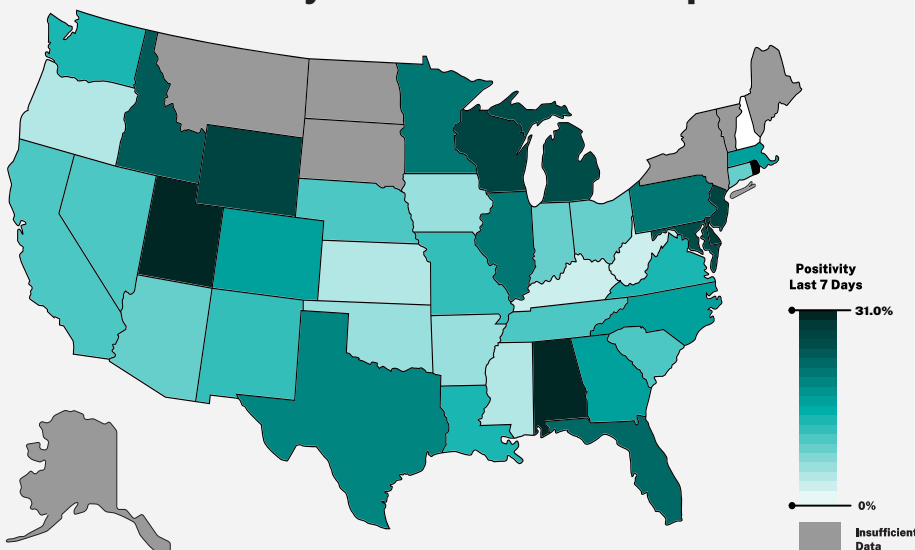 Positivity
Last 7 Days
31.0%
0%
Insufficient
Data